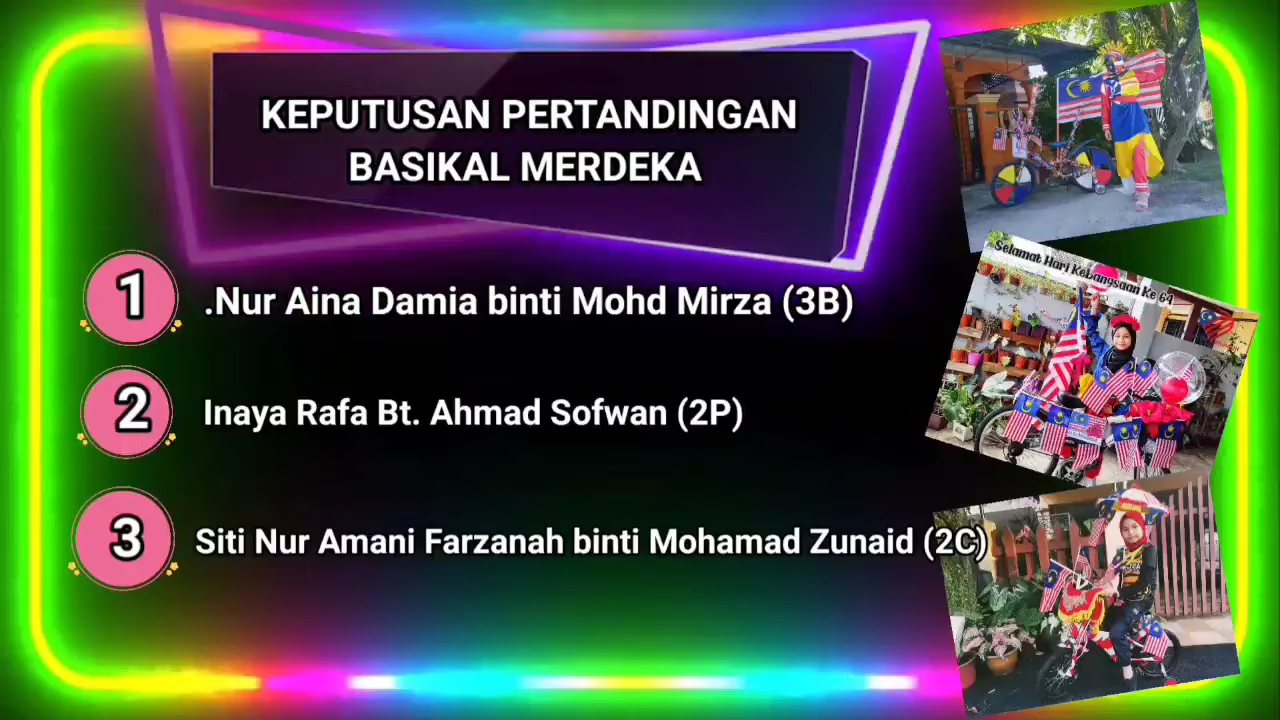 KEPUTUSAN PERTANDINGAN
BASIKAL MERDEKA
1
.Nur Aina Damia binti Mohd Mirza (3B)
2
Inaya Rafa Bt. Ahmad Sofwan (2P)
3
Siti Nur Amani Farzanah binti Mohamad Zunaid (2C)
Selamat Hari Kebangsaan Ke 64